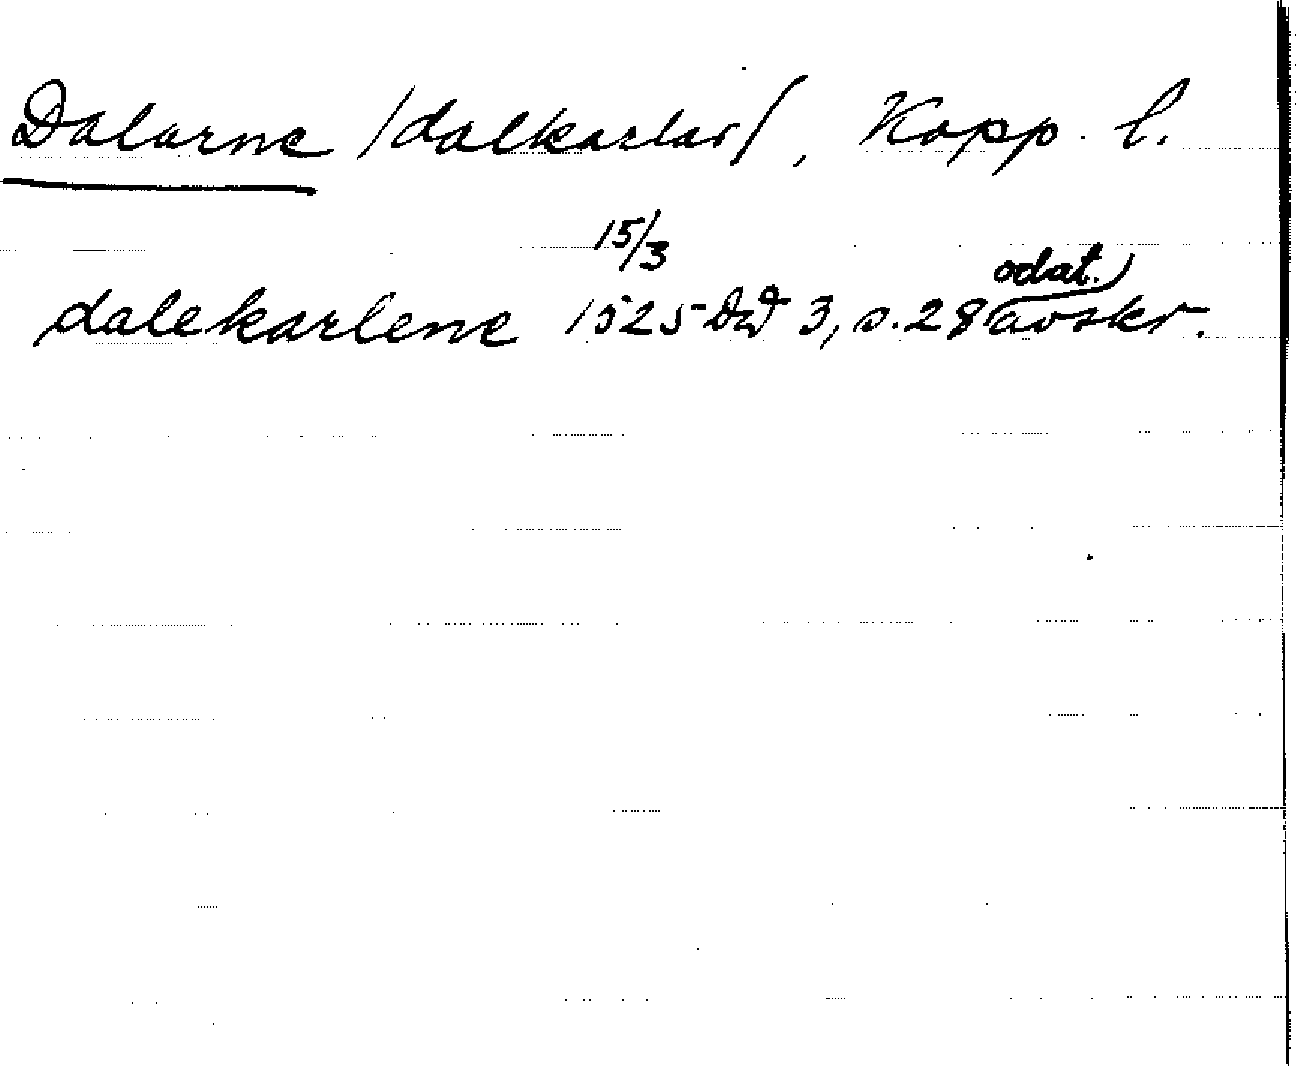 Dalarne /dalkarlar/, Kopp. l.
dalekarlene 15/3 1525 DD 3, s. 28 odat. avskr.